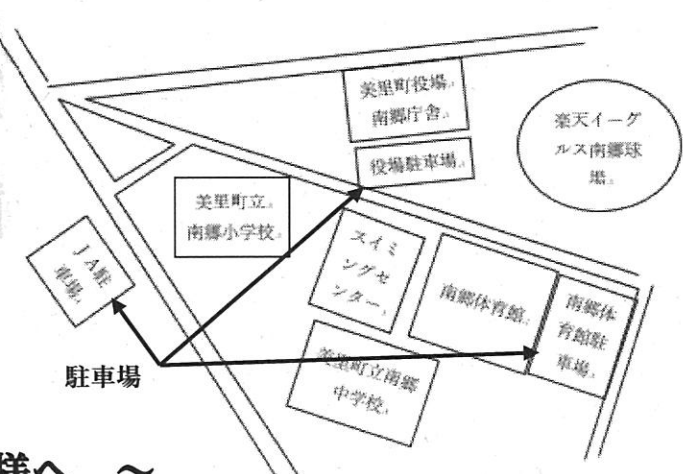 美里町役場
南郷庁舎
役場駐車場
楽天イーグ
ルス南郷球
場
美里町立
南郷小学校
スイミ
ングセ
ンター
南郷体育館
南郷体
育館駐
車場
JA駐
車場
美里町立南郷
中学校
駐車場
様へ ～